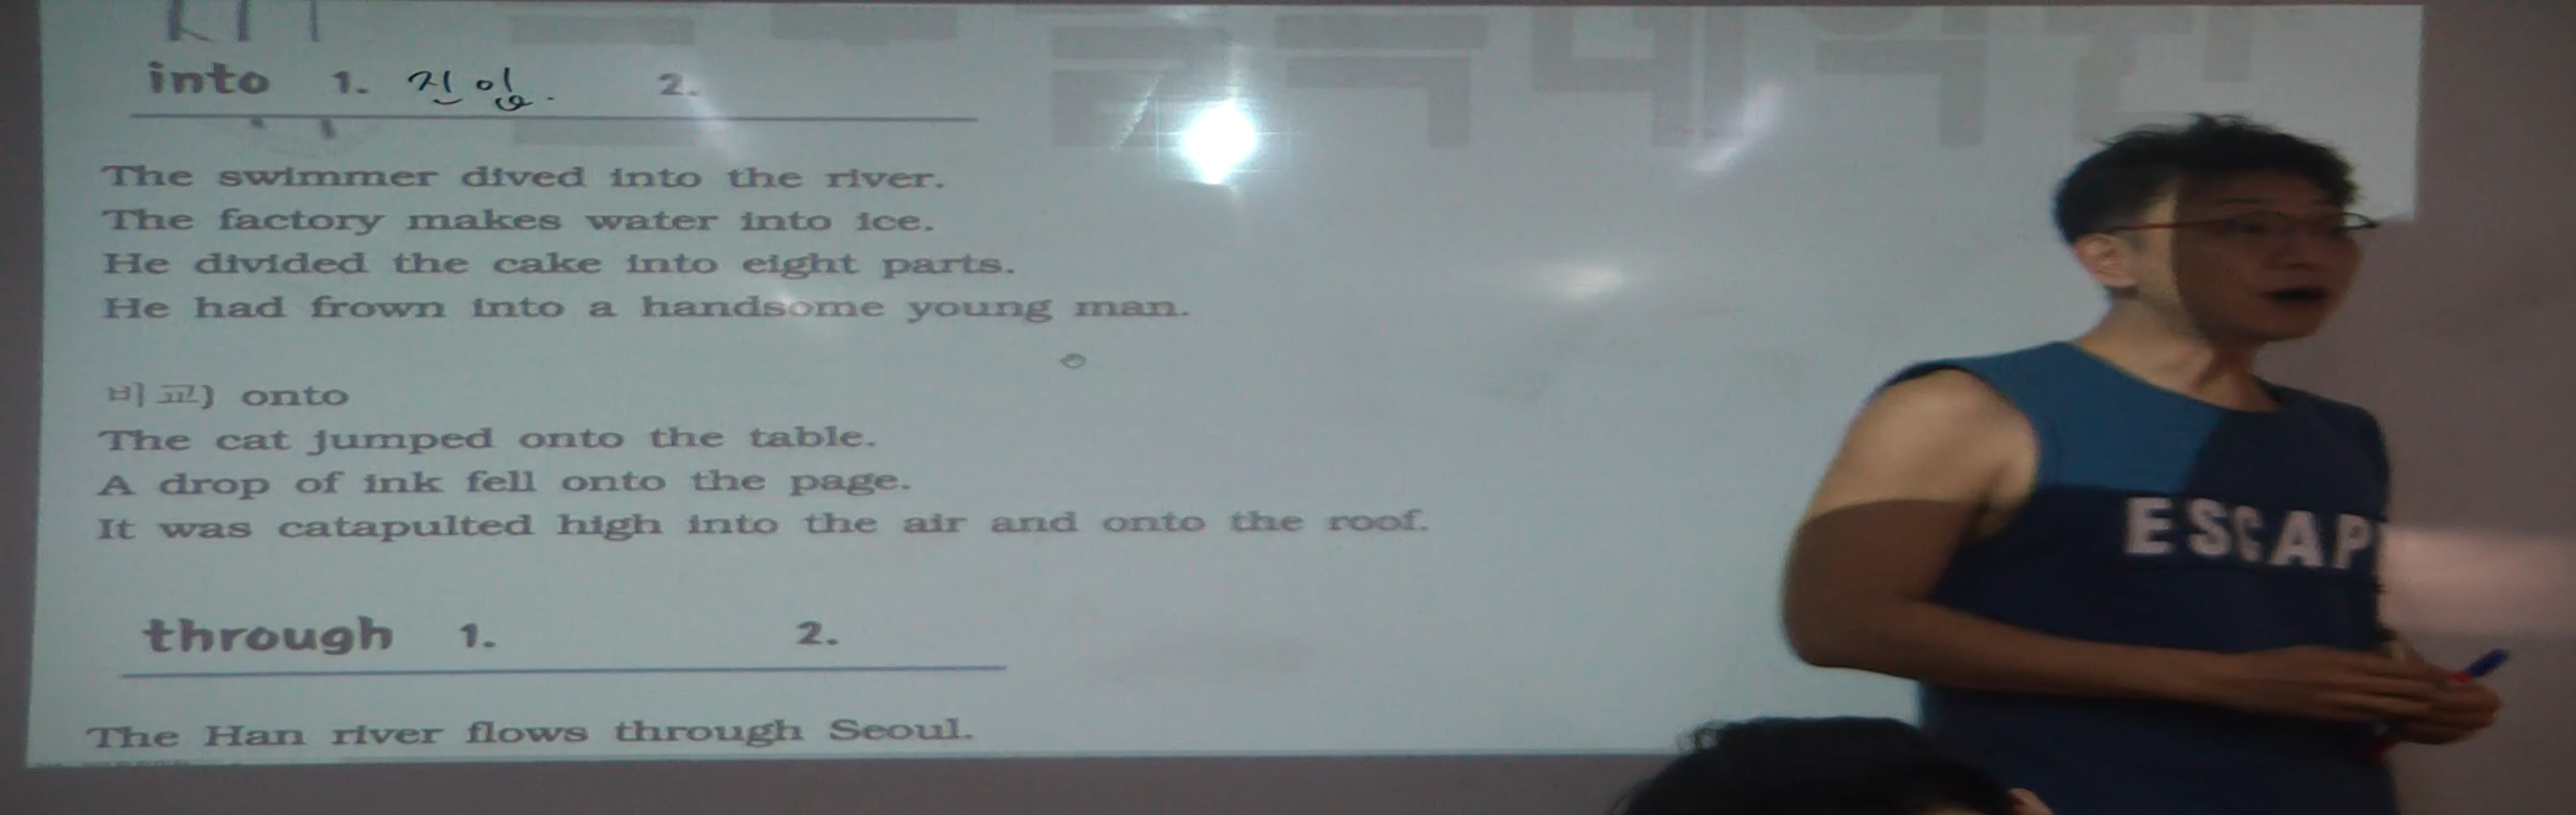 into 1. 진입. 2.
The swimmer dived into the river.
The factory makes water into ice.
He divided the cake into eight parts.
He had frown into a handsome young man.
비교) onto
The cat jumped onto the table.
A drop of ink fell onto the page.
It was catapulted high into the air and onto the roof.
through 1. 2.
The Han river flows through Seoul.
ESCAP